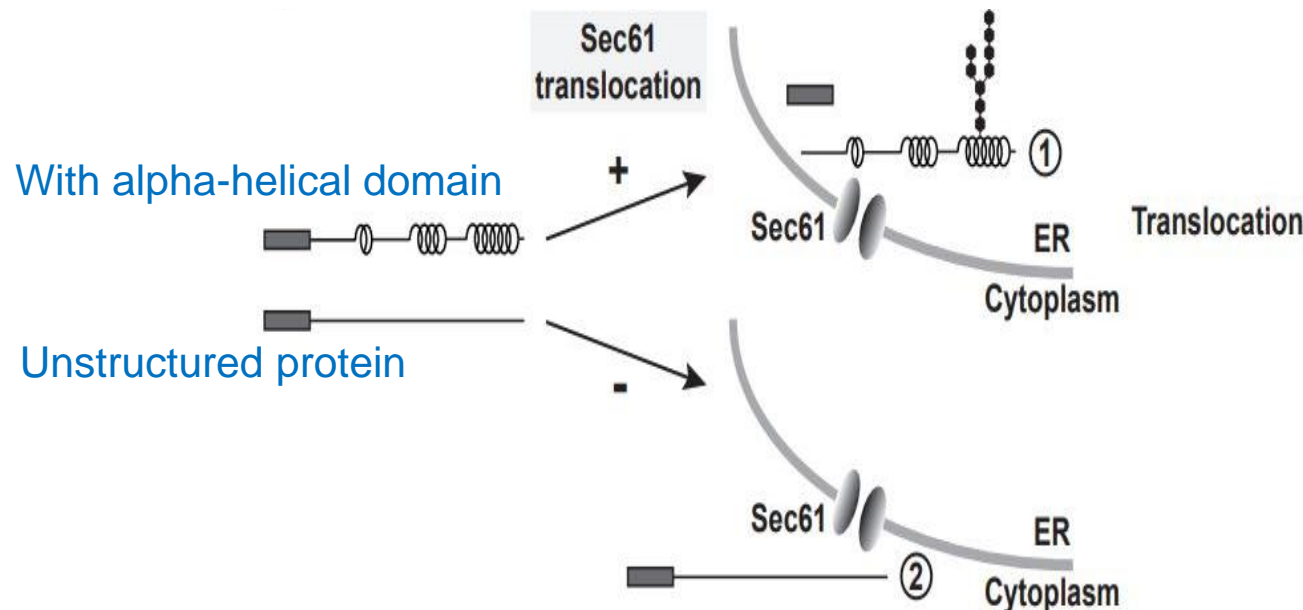 Sec61
translocation
With alpha-helical domain
+
①
Sec61
ER
Cytoplasm
Translocation
Unstructured protein
-
Sec61
ER
②
Cytoplasm